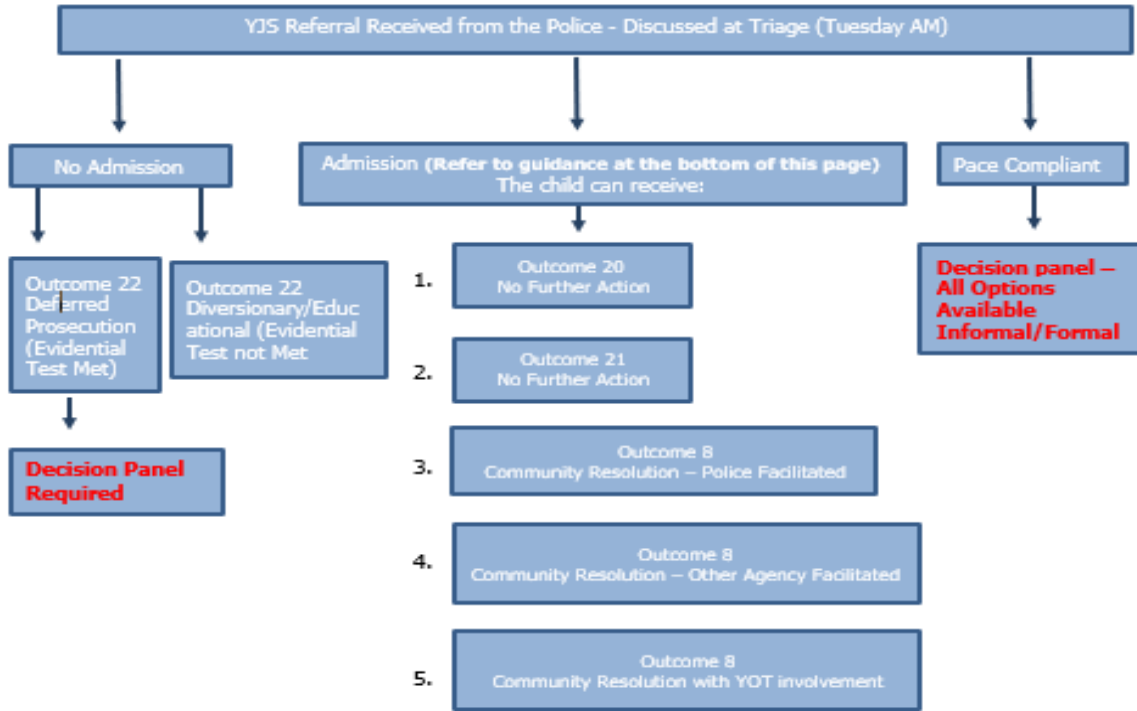 YJS Referral Received from the Police - Discussed at Triage (Tuesday AM)
No Admission
Admission (Refer to guidance at the bottom of this page)
The child can receive:
Pace Compliant
Outcome 22
Deferred
Prosecution
(Evidential
Test Met)
Outcome 22
Diversionary/Educ
ational (Evidential
Test not Met
Decision Panel
Required
1.
Outcome 20
No Further Action
2.
Outcome 21
No Further Action
3.
Outcome 8
Community Resolution – Police Facilitated
4.
Outcome 8
Community Resolution – Other Agency Facilitated
5.
Outcome 8
Community Resolution with YOT involvement
Decision panel –
All Options
Available
Informal/Formal